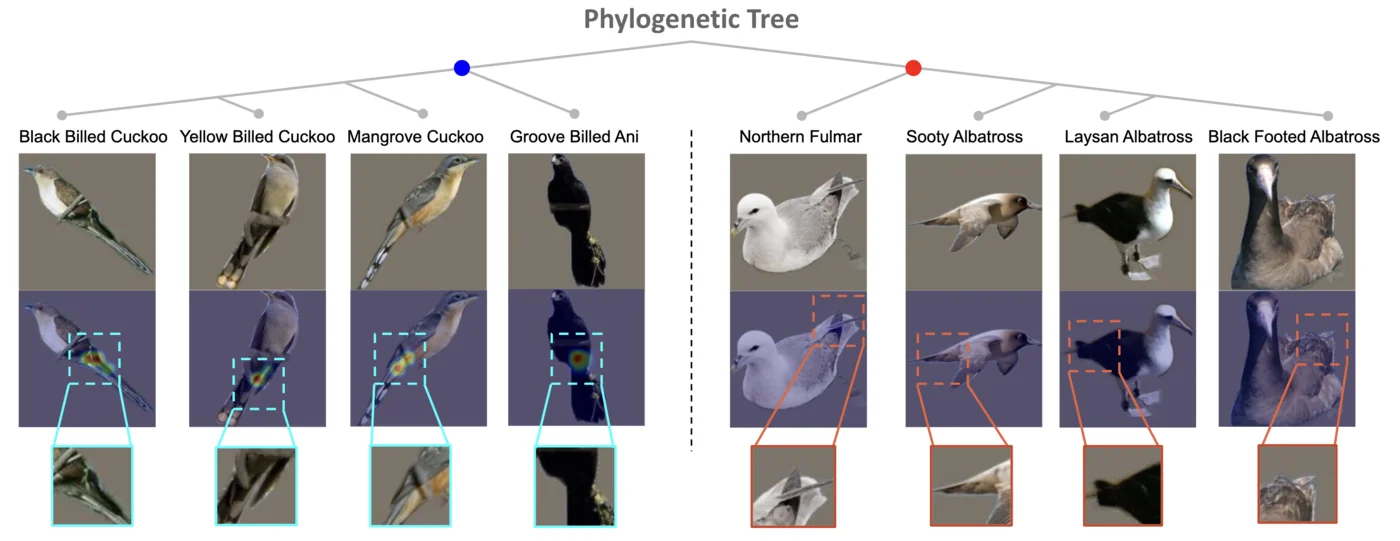 Phylogenetic Tree
Black Billed Cuckoo
Yellow Billed Cuckoo
Mangrove Cuckoo
Groove Billed Ani
Northern Fulmar
Sooty Albatross
Laysan Albatross
Black Footed Albatross